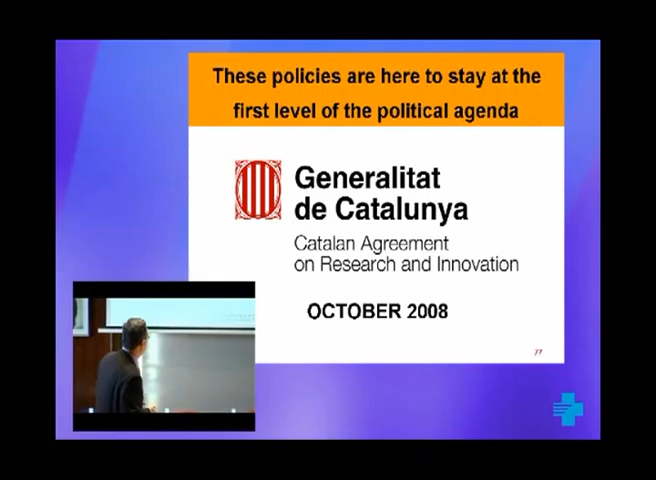 These policies are here to stay at the
first level of the political agenda
Generalitat
de Catalunya
Catalan Agreement
on Research and Innovation
OCTOBER 2008
77